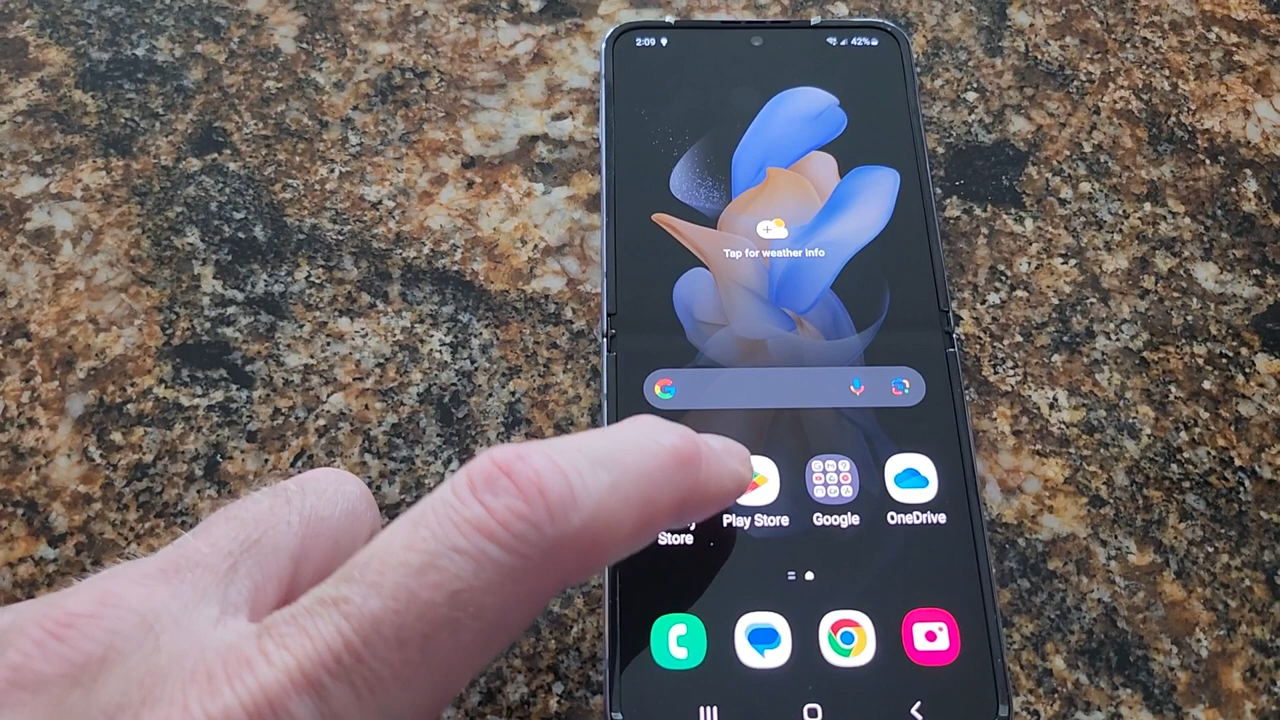 2:09
42%
Tap for weather info
Store
Play Store
Google
OneDrive